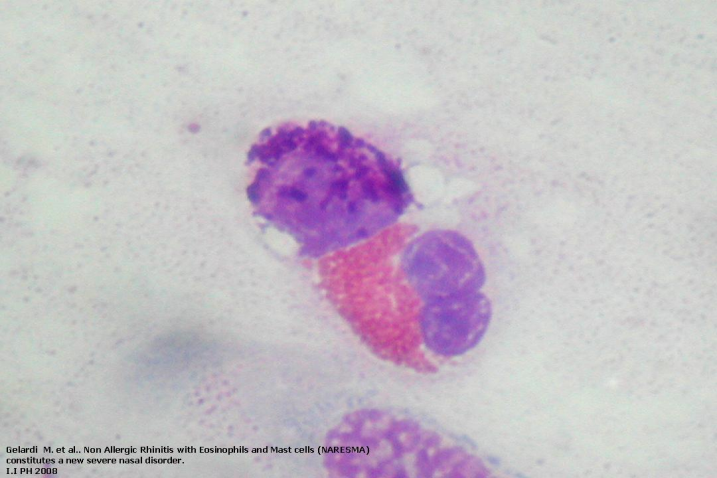 Gelardi M. et al.. Non Allergic Rhinitis with Eosinophils and Mast cells (NARESMA)
constitutes a new severe nasal disorder.
I.I PH 2008